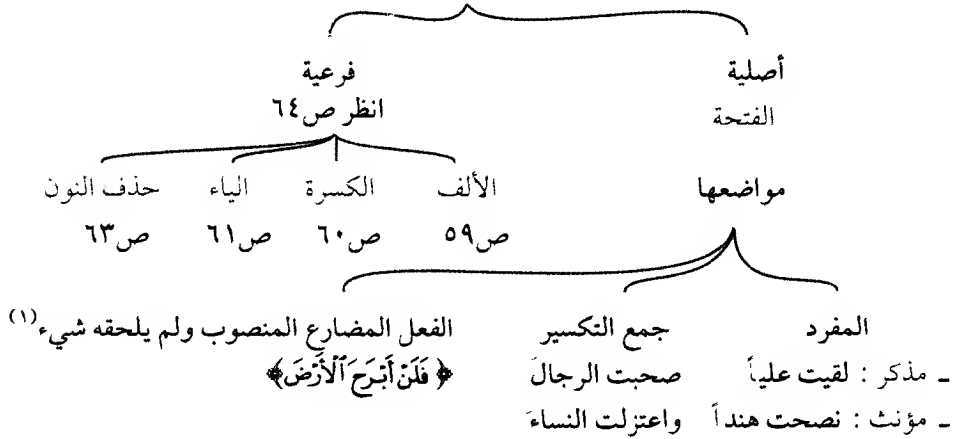 أصلية فرعية
الفتحة انظر ص٦٤
مواضعها الألف الكسرة الياء حذف النون
ص٥٩ ص٦٠ ص٦١ ص٦٣
المفرد جمع التكسير الفعل المضارع المنصوب ولم يلحقه شيء(١)
ـ مذكر : لقيت علياً صحبت الرجالَ ﴿فَلَنْ أَبْرَحَ ٱلْأَرْضَ﴾
ـ مؤنث : نصحت هنداً واعتزلت النساءَ